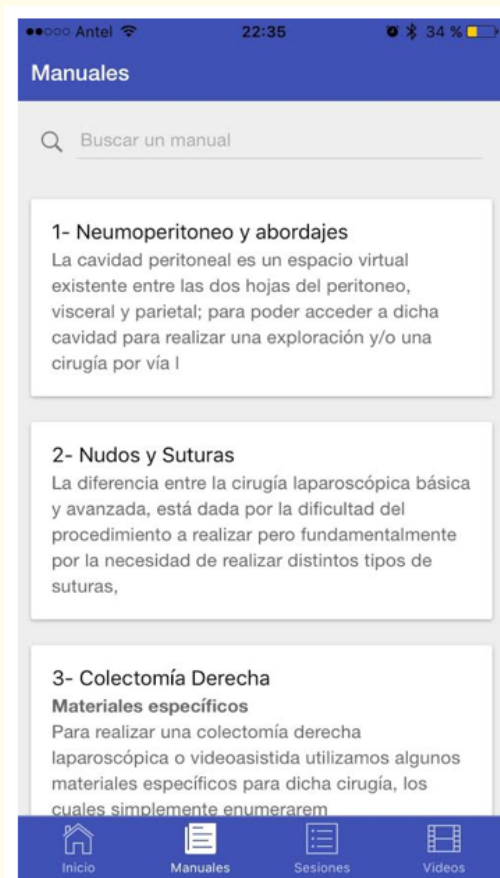 Antel 22:35 34 %
Manuales
Buscar un manual
1- Neumoperitoneo y abordajes
La cavidad peritoneal es un espacio virtual
existente entre las dos hojas del peritoneo,
visceral y parietal; para poder acceder a dicha
cavidad para realizar una exploración y/o una
cirugía por vía l
2- Nudos y Suturas
La diferencia entre la cirugía laparoscópica básica
y avanzada, está dada por la dificultad del
procedimiento a realizar pero fundamentalmente
por la necesidad de realizar distintos tipos de
suturas,
3- Colectomía Derecha
Materiales específicos
Para realizar una colectomía derecha
laparoscópica o videoasistida utilizamos algunos
materiales específicos para dicha cirugía, los
cuales simplemente enumerarem
Inicio Manuales Sesiones Videos